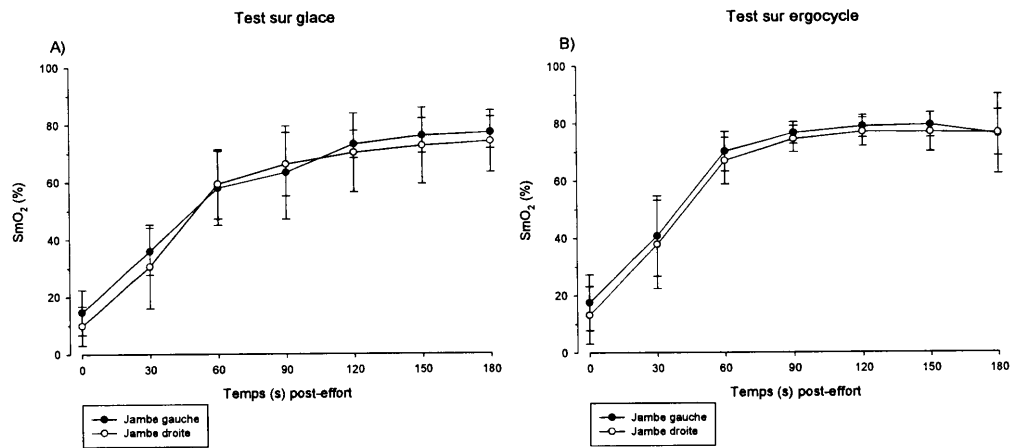 Test sur glace
A)
100
80
60
40
20
0
SmO2 (%)
0 30 60 90 120 150 180
Temps (s) post-effort
Jambe gauche
Jambe droite
Test sur ergocycle
B)
100
80
60
40
20
0
SmO2 (%)
0 30 60 90 120 150 180
Temps (s) post-effort
Jambe gauche
Jambe droite